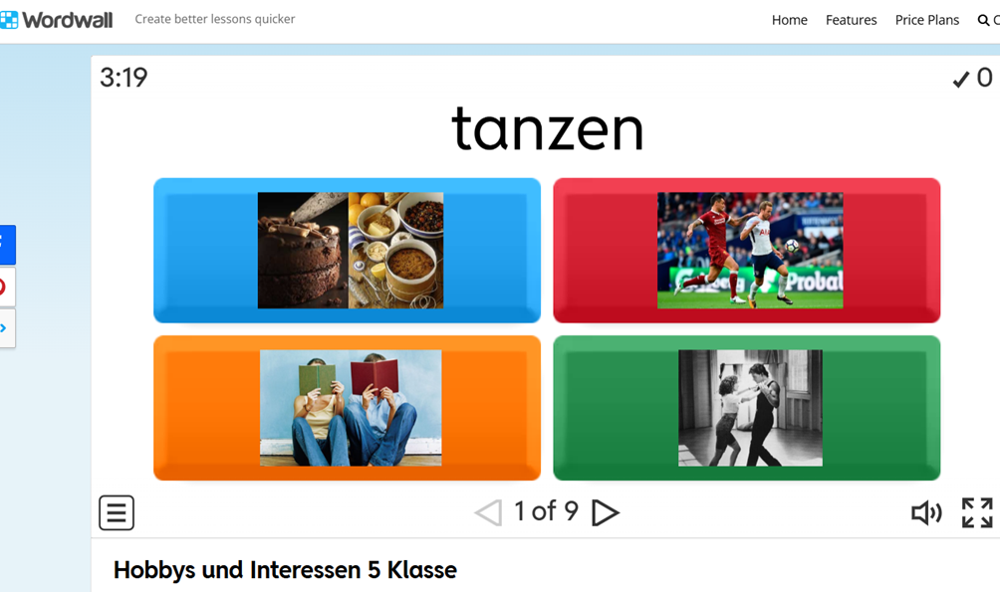 Wordwall
Create better lessons quicker
Home
Features
Price Plans
3:19
0
tanzen
1 of 9
Hobbys und Interessen 5 Klasse